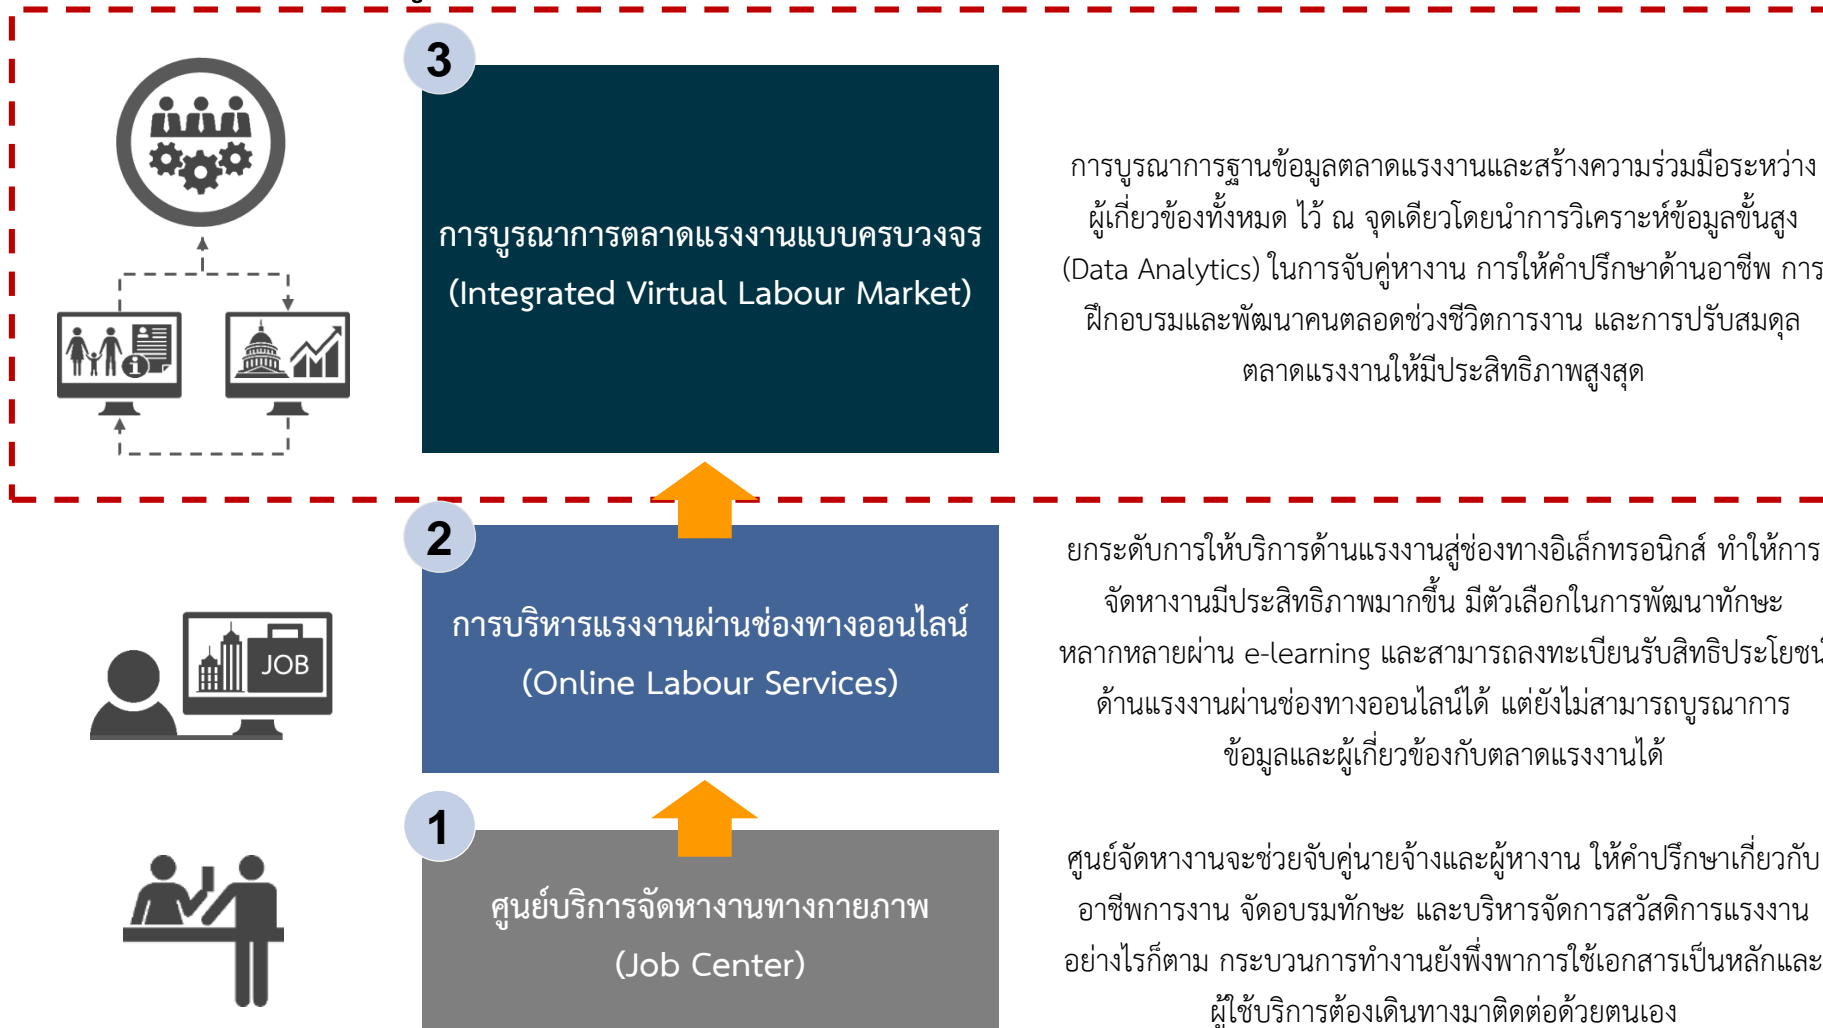 3
การบูรณาการตลาดแรงงานแบบครบวงจร
(Integrated Virtual Labour Market)
การบูรณาการฐานข้อมูลตลาดแรงงานและสร้างความร่วมมือระหว่าง
ผู้เกี่ยวข้องทั้งหมด ไว้ ณ จุดเดียวโดยนำการวิเคราะห์ข้อมูลขั้นสูง
(Data Analytics) ในการจับคู่หางาน การให้คำปรึกษาด้านอาชีพ การ
ฝึกอบรมและพัฒนาคนตลอดช่วงชีวิตการงาน และการปรับสมดุล
ตลาดแรงงานให้มีประสิทธิภาพสูงสุด
2
JOB
การบริหารแรงงานผ่านช่องทางออนไลน์
(Online Labour Services)
ยกระดับการให้บริการด้านแรงงานสู่ช่องทางอิเล็กทรอนิกส์ ทำให้การ
จัดหางานมีประสิทธิภาพมากขึ้น มีตัวเลือกในการพัฒนาทักษะ
หลากหลายผ่าน e-learning และสามารถลงทะเบียนรับสิทธิประโยชน์
ด้านแรงงานผ่านช่องทางออนไลน์ได้ แต่ยังไม่สามารถบูรณาการ
ข้อมูลและผู้เกี่ยวข้องกับตลาดแรงงานได้
1
ศูนย์บริการจัดหางานทางกายภาพ
(Job Center)
ศูนย์จัดหางานจะช่วยจับคู่นายจ้างและผู้หางาน ให้คำปรึกษาเกี่ยวกับ
อาชีพการงาน จัดอบรมทักษะ และบริหารจัดการสวัสดิการแรงงาน
อย่างไรก็ตาม กระบวนการทำงานยังพึ่งพาการใช้เอกสารเป็นหลักและ
ผู้ใช้บริการต้องเดินทางมาติดต่อด้วยตนเอง